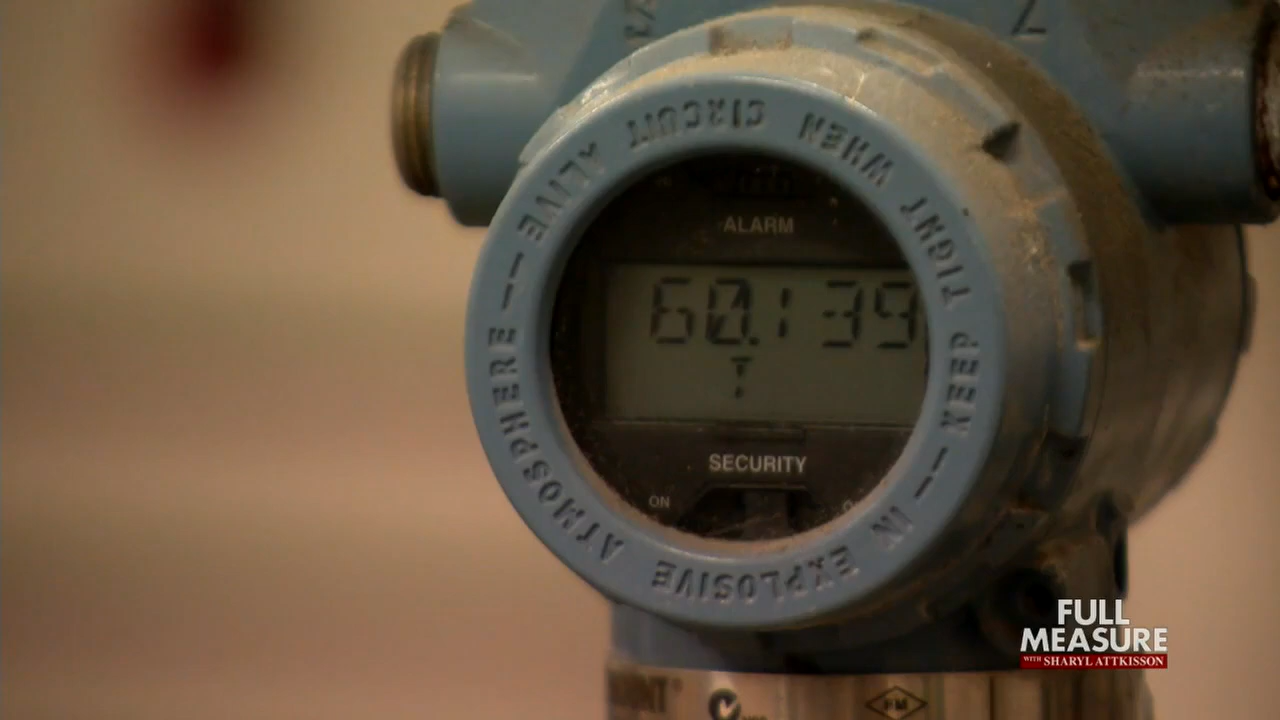 KEEP TIGHT WHEN CIRCUIT ALIVE — IN EXPLOSIVE ATMOSPHERE —
ALARM
60.139
SECURITY
ON
FULL
MEASURE
WITH SHARYL ATTKISSON